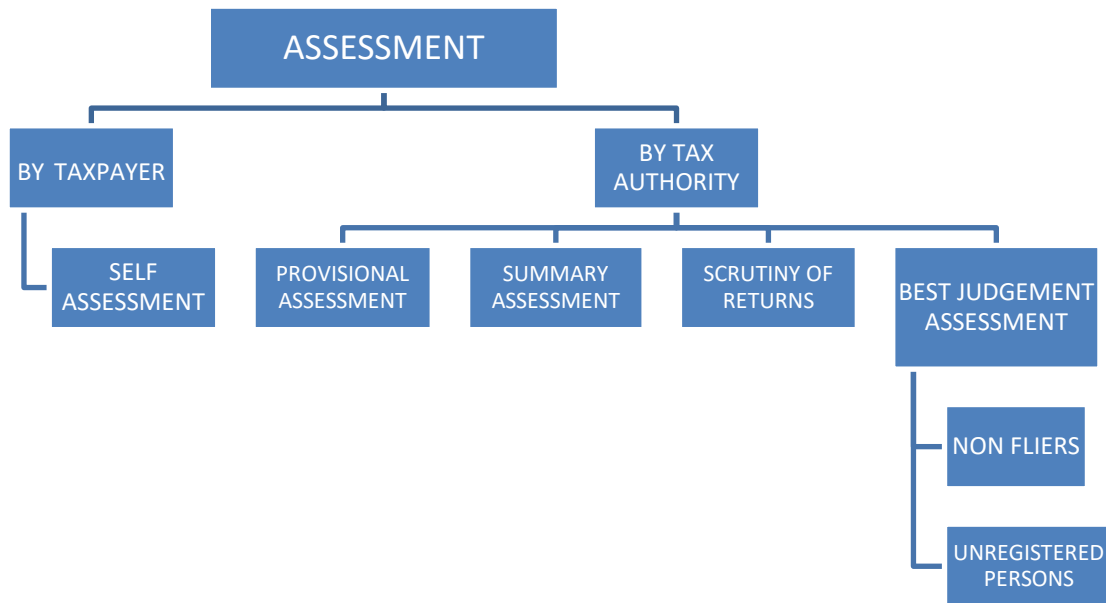 ASSESSMENT
BY TAXPAYER
BY TAX
AUTHORITY
SELF
ASSESSMENT
PROVISIONAL
ASSESSMENT
SUMMARY
ASSESSMENT
SCRUTINY OF
RETURNS
BEST JUDGEMENT
ASSESSMENT
NON FLIERS
UNREGISTERED
PERSONS